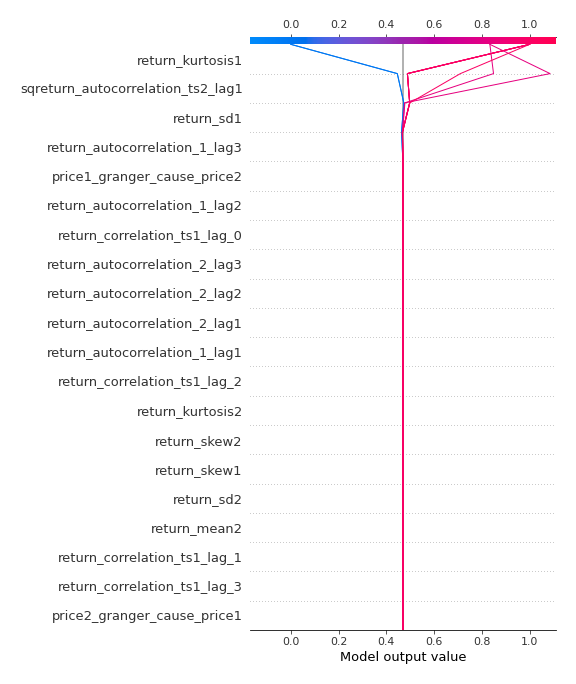 0.0 0.2 0.4 0.6 0.8 1.0
return_kurtosis1
sqreturn_autocorrelation_ts2_lag1
return_sd1
return_autocorrelation_1_lag3
price1_granger_cause_price2
return_autocorrelation_1_lag2
return_correlation_ts1_lag_0
return_autocorrelation_2_lag3
return_autocorrelation_2_lag2
return_autocorrelation_2_lag1
return_autocorrelation_1_lag1
return_correlation_ts1_lag_2
return_kurtosis2
return_skew2
return_skew1
return_sd2
return_mean2
return_correlation_ts1_lag_1
return_correlation_ts1_lag_3
price2_granger_cause_price1
0.0 0.2 0.4 0.6 0.8 1.0
Model output value